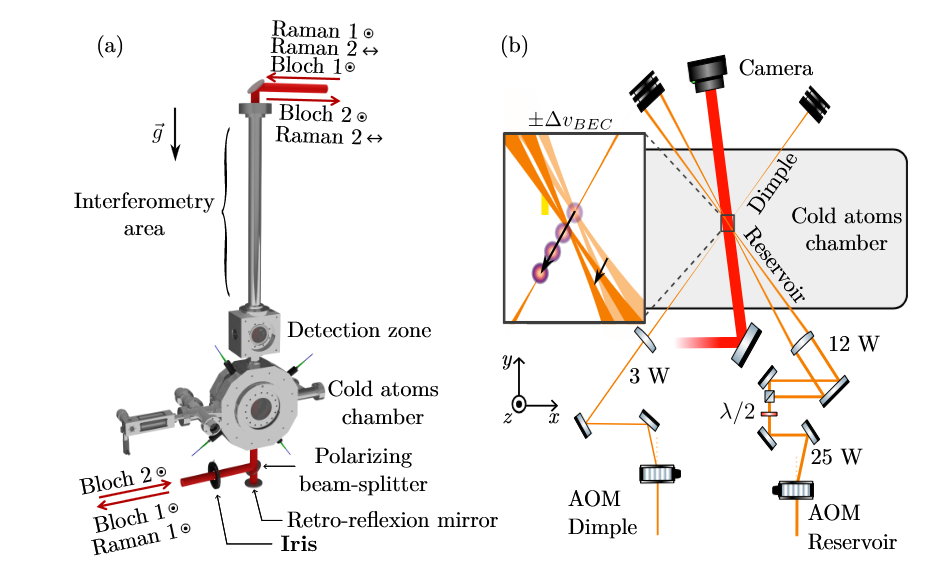 (a)
Raman 1 ⊙
Raman 2 ↔
Bloch 1 ⊙
Bloch 2 ⊙
Raman 2 ↔
g⃗
Interferometry
area
Detection zone
Cold atoms
chamber
Polarizing
beam-splitter
Bloch 2 ⊙
Bloch 1 ⊙
Raman 1 ⊙
Retro-reflexion mirror
Iris
(b)
Camera
±Δv_{BEC}
Dimple
Cold atoms
chamber
Reservoir
12 W
3 W
y
z
x
λ/2
25 W
AOM
Dimple
AOM
Reservoir